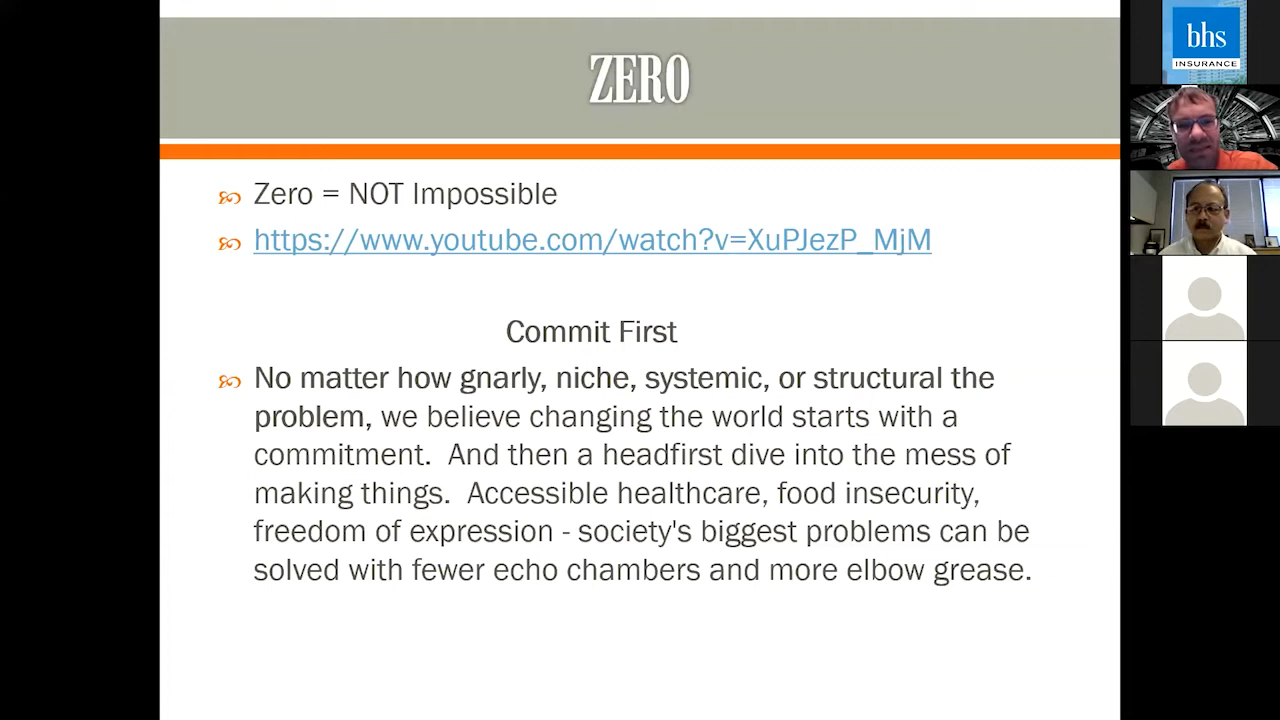 ZERO
Zero = NOT Impossible
https://www.youtube.com/watch?v=XuPJezP_MjM
Commit First
No matter how gnarly, niche, systemic, or structural the
problem, we believe changing the world starts with a
commitment.  And then a headfirst dive into the mess of
making things.  Accessible healthcare, food insecurity,
freedom of expression - society's biggest problems can be
solved with fewer echo chambers and more elbow grease.
bhs
INSURANCE